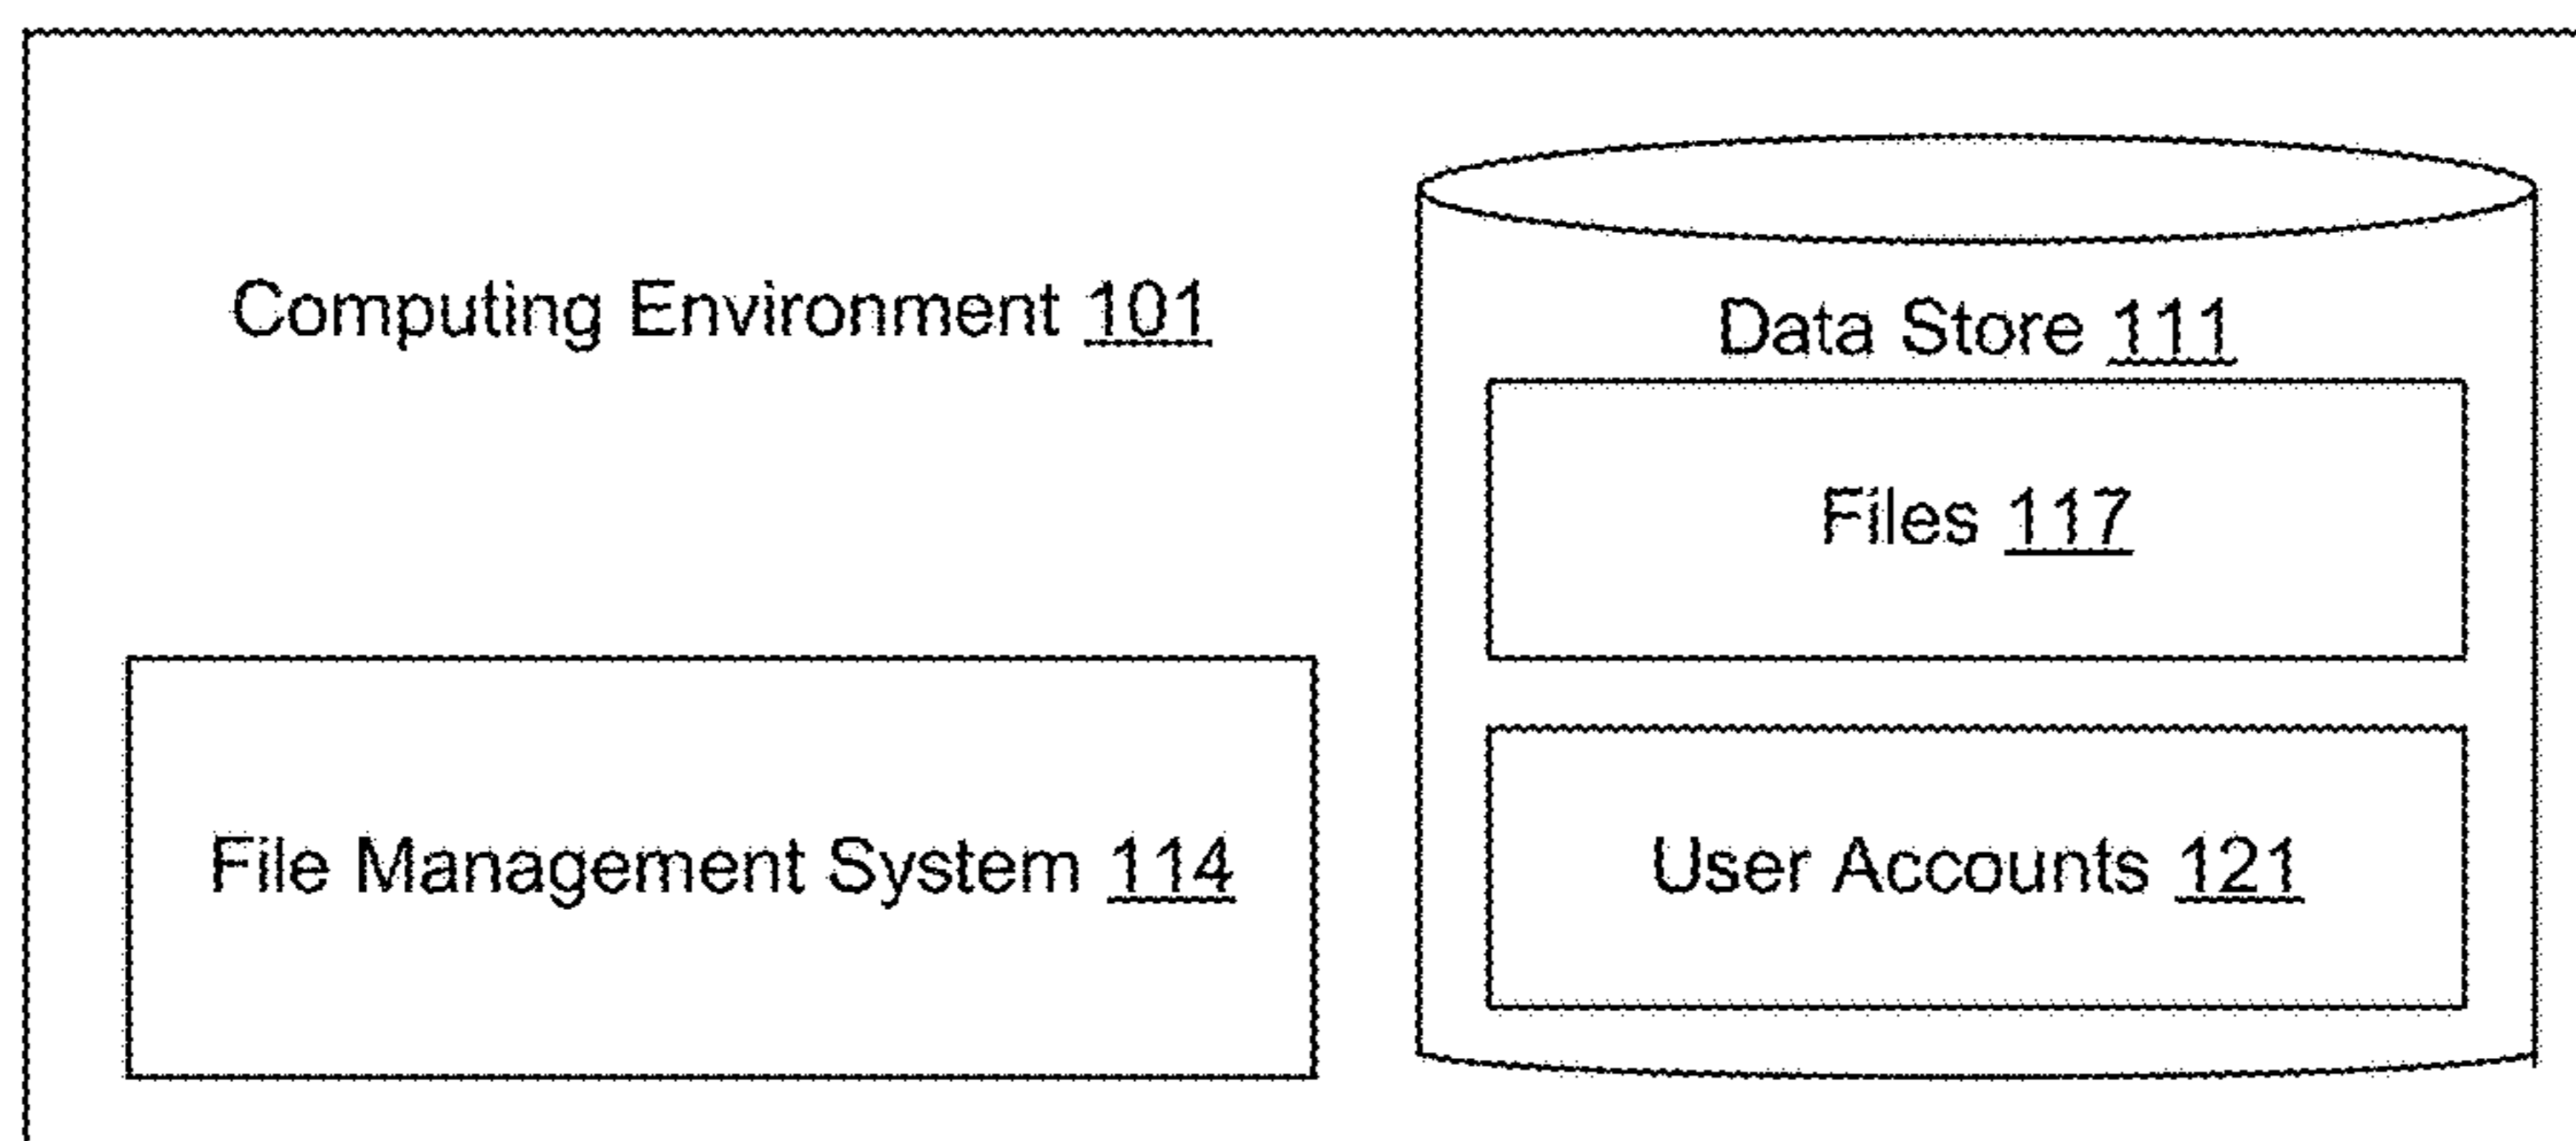 Computing Environment 101
Data Store 111
Files 117
File Management System 114
User Accounts 121